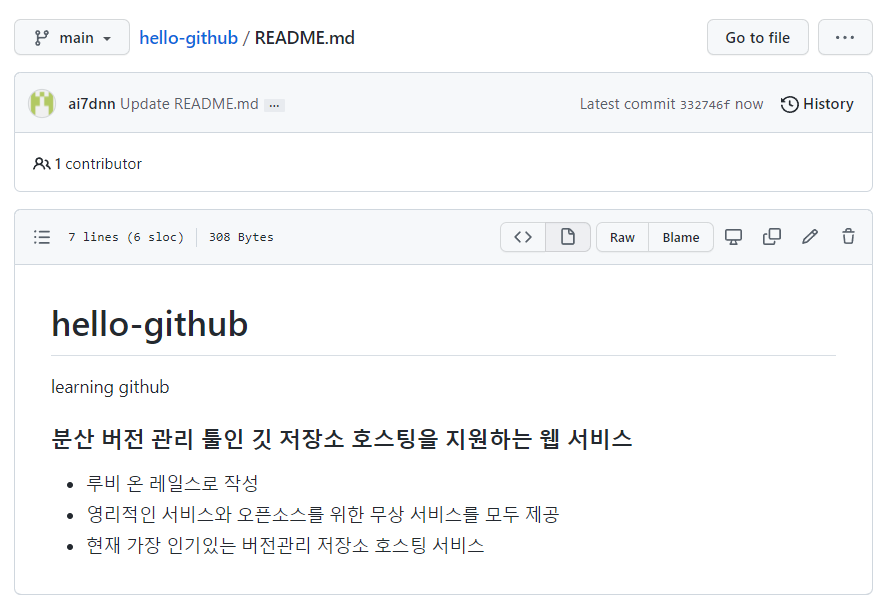 main
hello-github / README.md
Go to file
...
ai7dnn Update README.md ...
Latest commit 332746f now
History
1 contributor
7 lines (6 sloc)
308 Bytes
<>
Raw
Blame
hello-github
learning github
분산 버전 관리 툴인 깃 저장소 호스팅을 지원하는 웹 서비스
• 루비 온 레일스로 작성
• 영리적인 서비스와 오픈소스를 위한 무상 서비스를 모두 제공
• 현재 가장 인기있는 버전관리 저장소 호스팅 서비스